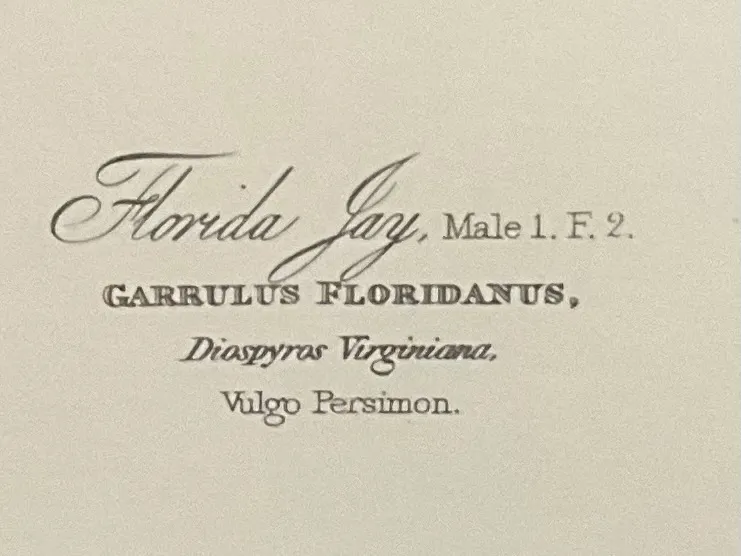 Florida Jay, Male 1. F. 2.
GARRULUS FLORIDANUS,
Diospyros Virginiana,
Vulgo Persimon.